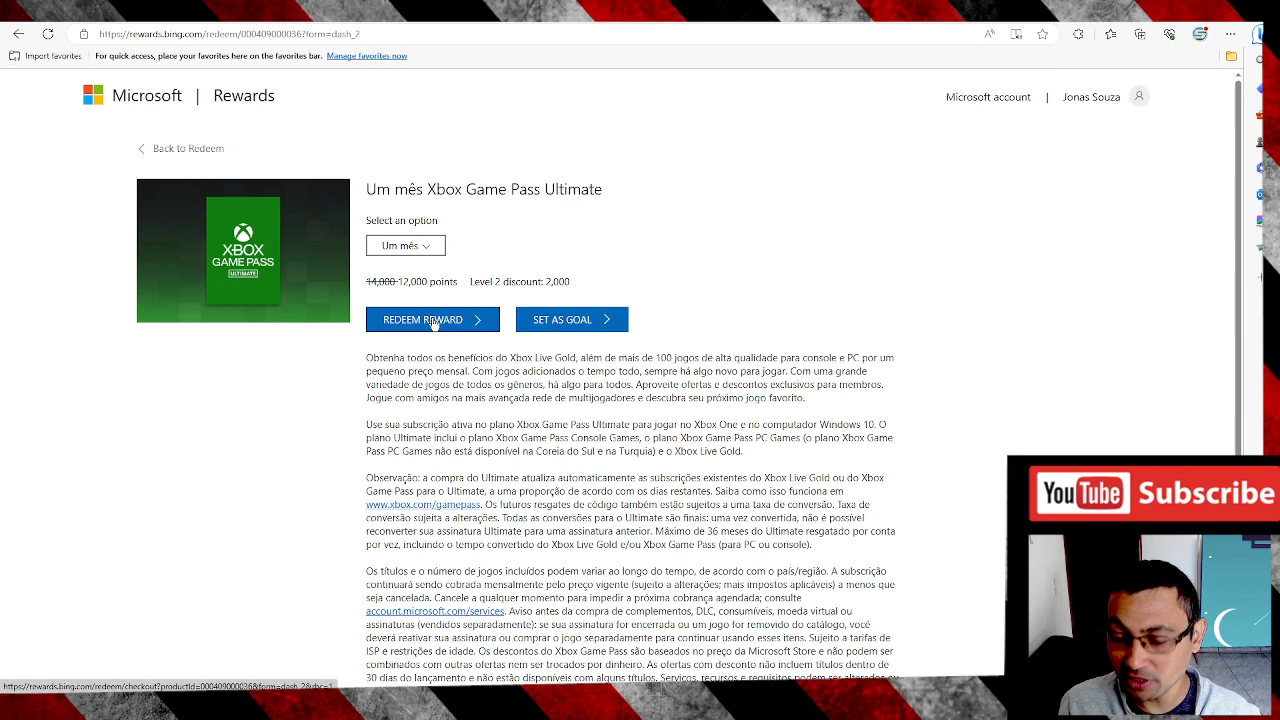 https://rewards.bing.com/redeem/000409000036?form=dash_2
Import favorites
For quick access, place your favorites here on the favorites bar. Manage favorites now
Microsoft | Rewards
Microsoft account | Jonas Souza
Back to Redeem
XBOX
GAME PASS
ULTIMATE
Um mês Xbox Game Pass Ultimate
Select an option
Um mês
14,000 12,000 points Level 2 discount: 2,000
REDEEM REWARD
SET AS GOAL
Obtenha todos os benefícios do Xbox Live Gold, além de mais de 100 jogos de alta qualidade para console e PC por um
pequeno preço mensal. Com jogos adicionados o tempo todo, sempre há algo novo para jogar. Com uma grande
variedade de jogos de todos os gêneros, há algo para todos. Aproveite ofertas e descontos exclusivos para membros.
Jogue com amigos na mais avançada rede de multijogadores e descubra seu próximo jogo favorito.
Use sua subscrição ativa no plano Xbox Game Pass Ultimate para jogar no Xbox One e no computador Windows 10. O
plano Ultimate inclui o plano Xbox Game Pass Console Games, o plano Xbox Game Pass PC Games (o plano Xbox Game
Pass PC Games não está disponível na Coreia do Sul e na Turquia) e o Xbox Live Gold.
Observação: a compra do Ultimate atualiza automaticamente as subscrições existentes do Xbox Live Gold ou do Xbox
Game Pass para o Ultimate, a uma proporção de acordo com os dias restantes. Saiba como isso funciona em
www.xbox.com/gamepass. Os futuros resgates de código também estão sujeitos a uma taxa de conversão. Taxa de
conversão sujeita a alterações. Todas as conversões para o Ultimate são finais: uma vez convertida, não é possível
reconverter sua assinatura Ultimate para uma assinatura anterior. Máximo de 36 meses do Ultimate resgatado por conta
por vez, incluindo o tempo convertido do Xbox Live Gold e/ou Xbox Game Pass (para PC ou console).
Os títulos e o número de jogos incluídos podem variar ao longo do tempo, de acordo com o país/região. A subscrição
continuará sendo cobrada mensalmente pelo preço vigente (sujeito a alterações; mais impostos aplicáveis) a menos que
seja cancelada. Cancele a qualquer momento para impedir a próxima cobrança agendada; consulte
account.microsoft.com/services. Aviso antes da compra de complementos, DLC, consumíveis, moeda virtual ou
assinaturas (vendidos separadamente): se sua assinatura for encerrada ou um jogo for removido do catálogo, você
deverá reativar sua assinatura ou comprar o jogo separadamente para continuar usando esses itens. Sujeito a tarifas de
ISP e restrições de idade. Os descontos do Xbox Game Pass são baseados no preço da Microsoft Store e não podem ser
combinados com outras ofertas nem ser trocados por dinheiro. As ofertas com desconto não incluem títulos dentro de
30 dias do lançamento e não estão disponíveis com alguns títulos. Serviços, recursos e requisitos podem ser alterados ou
https://rewards.bing.com/redeem/checkout?productId=000409000036&form=dash_2&rbc=1
YouTube Subscribe